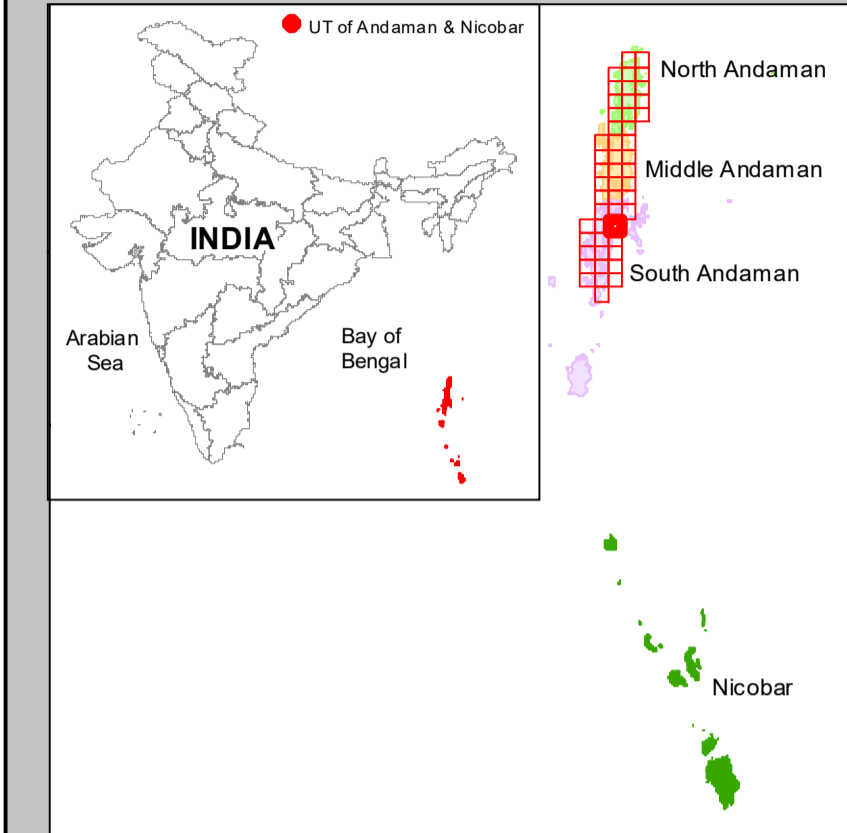 UT of Andaman & Nicobar
North Andaman
Middle Andaman
INDIA
South Andaman
Arabian
Sea
Bay of
Bengal
Nicobar